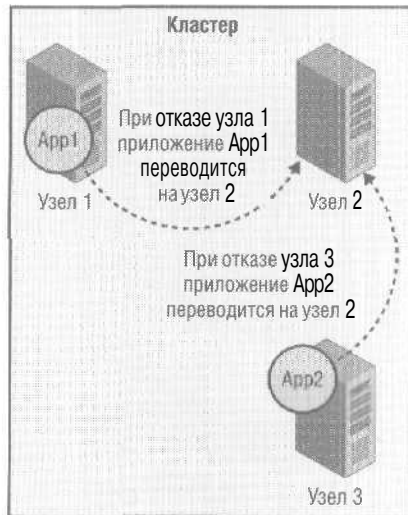 Кластер
App1
При отказе узла 1
приложение App1
переводится
на узел 2
Узел 1
Узел 2
При отказе узла 3
приложение App2
переводится на узел 2
App2
Узел 3